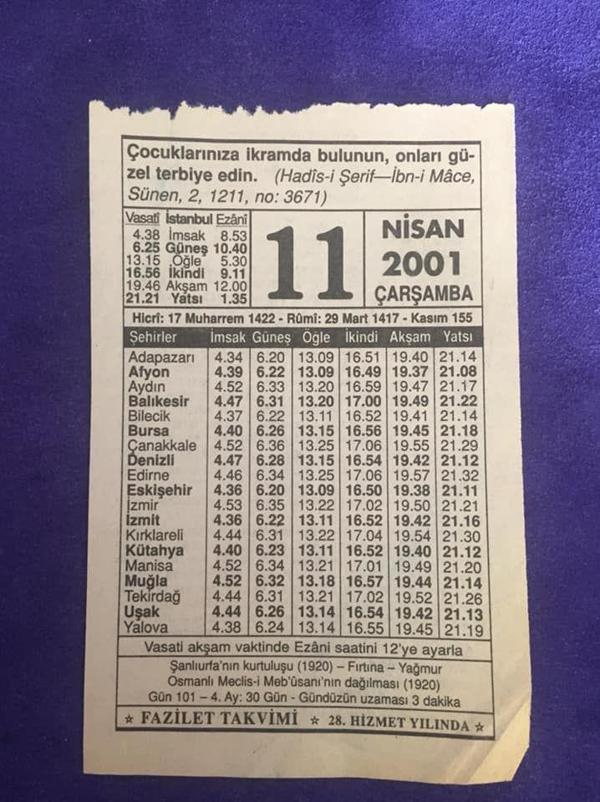 Çocuklarınıza ikramda bulunun, onları gü-
zel terbiye edin. (Hadîs-i Şerif—İbn-i Mâce,
Sünen, 2, 1211, no: 3671)
Vasatî İstanbul Ezânî
4.38 İmsak 8.53
6.25 Güneş 10.40
13.15 Öğle 5.30
16.56 İkindi 9.11
19.46 Akşam 12.00
21.21 Yatsı 1.35
11
NİSAN
2001
ÇARŞAMBA
Hicrî: 17 Muharrem 1422 - Rûmî: 29 Mart 1417 - Kasım 155
Şehirler İmsak Güneş Öğle İkindi Akşam Yatsı
Adapazarı 4.34 6.20 13.09 16.51 19.40 21.14
Afyon 4.39 6.22 13.09 16.49 19.37 21.08
Aydın 4.52 6.33 13.20 16.59 19.47 21.17
Balıkesir 4.47 6.31 13.20 17.00 19.49 21.22
Bilecik 4.37 6.22 13.11 16.52 19.41 21.14
Bursa 4.40 6.26 13.15 16.56 19.45 21.18
Çanakkale 4.52 6.36 13.25 17.06 19.55 21.29
Denizli 4.47 6.28 13.15 16.54 19.42 21.12
Edirne 4.46 6.34 13.25 17.06 19.57 21.32
Eskişehir 4.36 6.20 13.09 16.50 19.38 21.11
İzmir 4.53 6.35 13.22 17.02 19.50 21.21
İzmit 4.36 6.22 13.11 16.52 19.42 21.16
Kırklareli 4.44 6.31 13.22 17.04 19.54 21.30
Kütahya 4.40 6.23 13.11 16.52 19.40 21.12
Manisa 4.52 6.34 13.21 17.01 19.49 21.20
Muğla 4.52 6.32 13.18 16.57 19.44 21.14
Tekirdağ 4.44 6.31 13.21 17.02 19.52 21.26
Uşak 4.44 6.26 13.14 16.54 19.42 21.13
Yalova 4.38 6.24 13.14 16.55 19.45 21.19
Vasati akşam vaktinde Ezâni saatini 12'ye ayarla
Şanlıurfa'nın kurtuluşu (1920) – Fırtına – Yağmur
Osmanlı Meclis-i Meb'ûsanı'nın dağılması (1920)
Gün 101 – 4. Ay: 30 Gün - Gündüzün uzaması 3 dakika
☆ FAZİLET TAKVİMİ ☆ 28. HİZMET YILINDA ☆